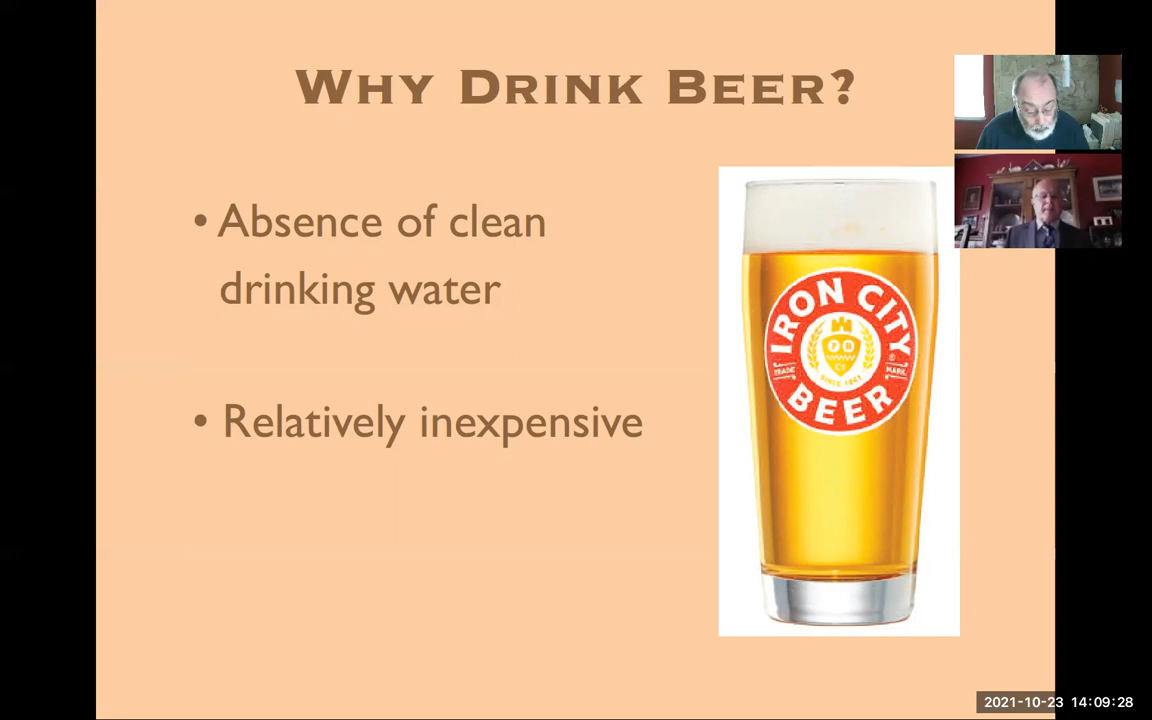 WHY DRINK BEER?
• Absence of clean
drinking water
• Relatively inexpensive
IRON CITY
®
TRADE MARK
SINCE 1861
BEER
2021-10-23 14:09:28